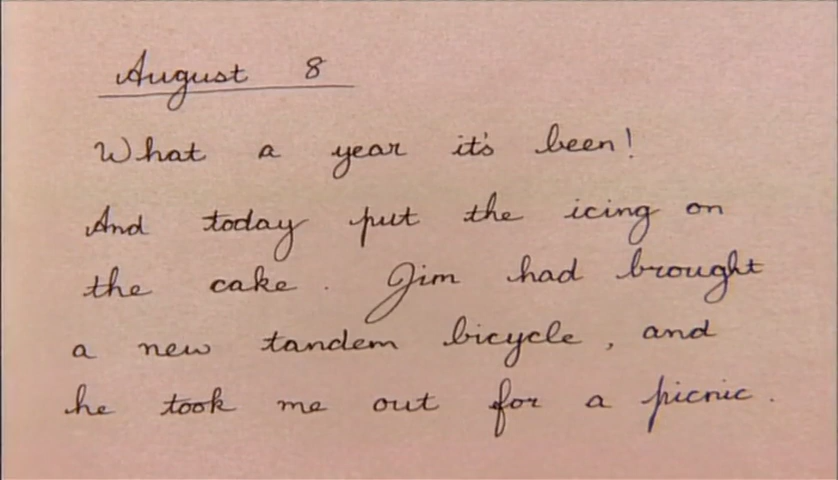 August 8
What a year it's been!
And today put the icing on
the cake. Jim had brought
a new tandem bicycle, and
he took me out for a picnic.